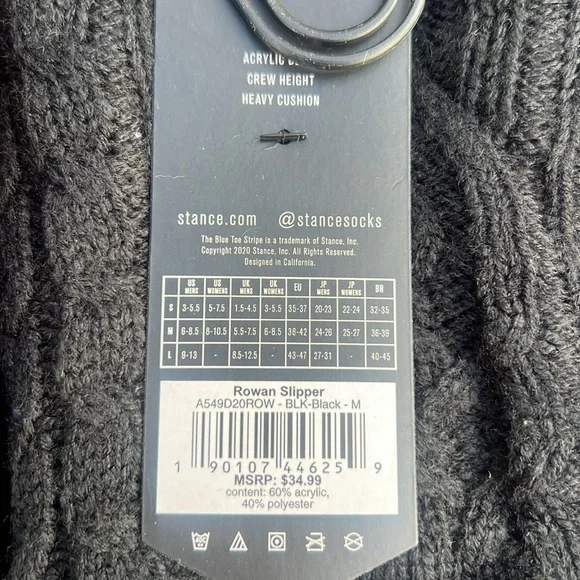 ACRYLIC
CREW HEIGHT
HEAVY CUSHION
stance.com @stancesocks
The Blue Toe Stripe is a trademark of Stance, Inc.
Copyright 2020 Stance, Inc. All Rights Reserved.
Designed in California.
US MENS US WOMENS UK MENS UK WOMENS EU JP MENS JP WOMENS BR
S 3-5.5 5-7.5 1.5-4.5 3-5.5 35-37 20-23 22-24 32-35
M 6-8.5 8-10.5 5.5-7.5 6-8.5 38-42 24-26 25-27 36-39
L 9-13 - 8.5-12.5 - 43-47 27-31 - 40-45
Rowan Slipper
A549D20ROW - BLK-Black - M
1 90107 44625 9
MSRP: $34.99
content: 60% acrylic,
40% polyester